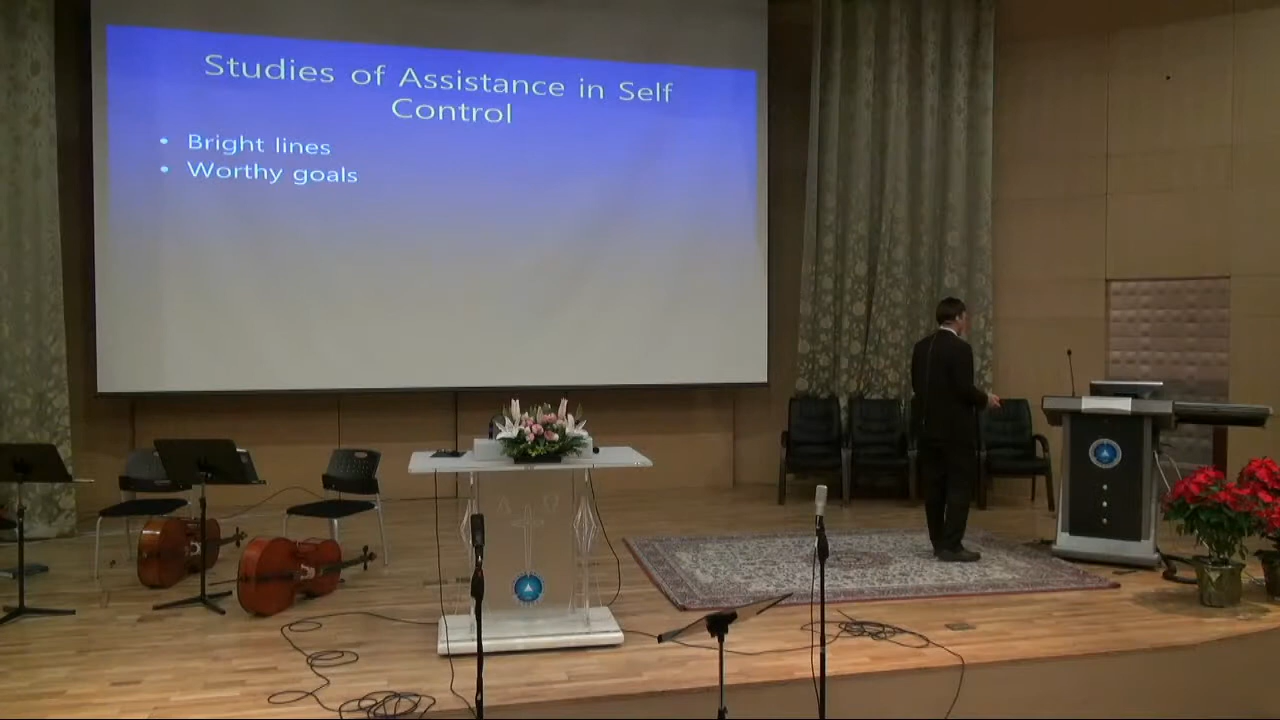 Studies of Assistance in Self
Control
• Bright lines
• Worthy goals